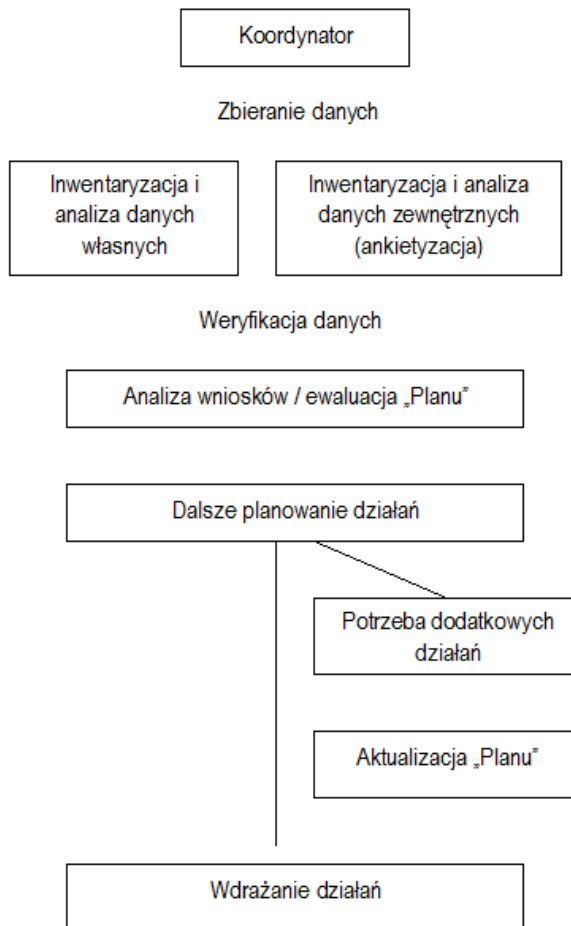 Koordynator
Zbieranie danych
Inwentaryzacja i
analiza danych
własnych
Inwentaryzacja i analiza
danych zewnętrznych
(ankietyzacja)
Weryfikacja danych
Analiza wniosków / ewaluacja „Planu”
Dalsze planowanie działań
Potrzeba dodatkowych
działań
Aktualizacja „Planu”
Wdrażanie działań